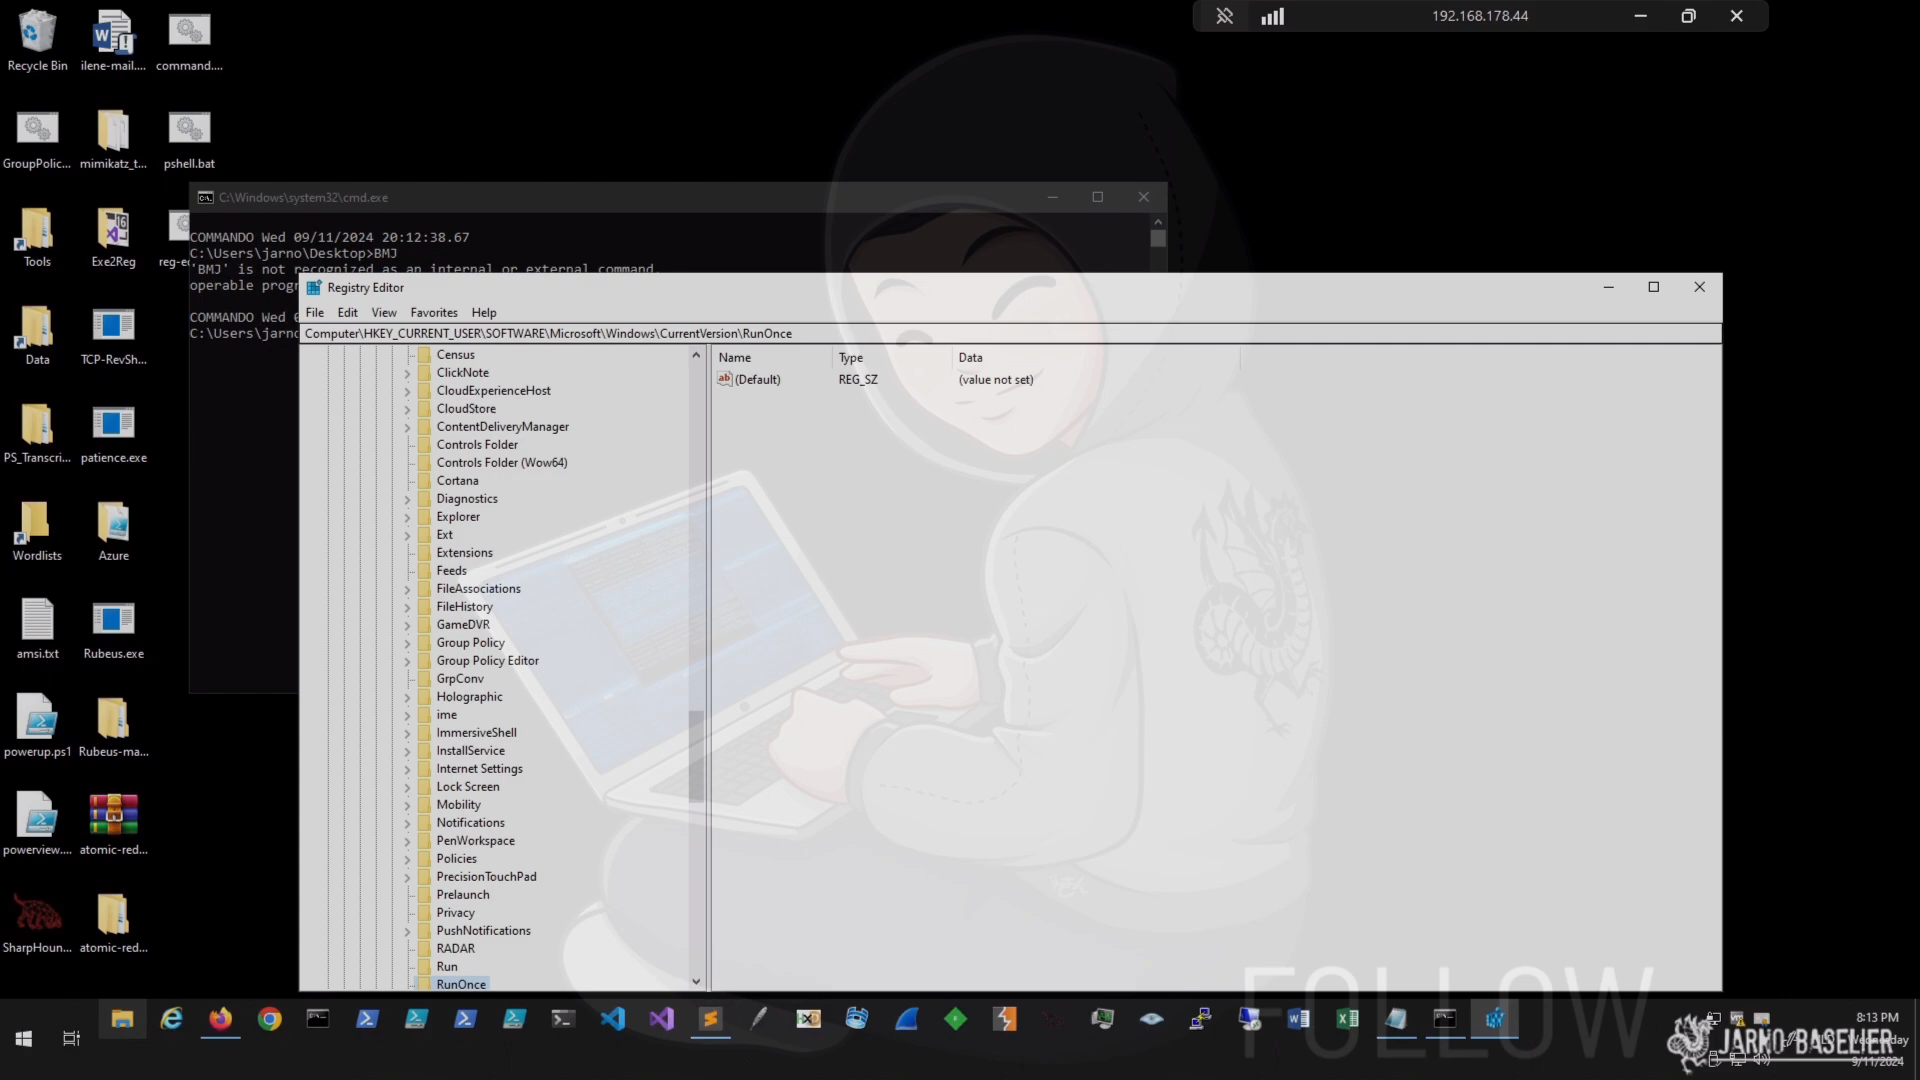 192.168.178.44
Recycle Bin
ilene-mail....
command....
GroupPolic...
mimikatz_t...
pshell.bat
Tools
Exe2Reg
Data
TCP-RevSh...
PS_Transcri...
patience.exe
Wordlists
Azure
amsi.txt
Rubeus.exe
powerup.ps1
Rubeus-ma...
powerview....
atomic-red...
SharpHoun...
atomic-red...
C:\Windows\system32\cmd.exe
COMMANDO Wed 09/11/2024 20:12:38.67
C:\Users\jarno\Desktop>BMJ
'BMJ' is not recognized as an internal or external command,
operable progr
COMMANDO Wed
C:\Users\jarno
Registry Editor
File Edit View Favorites Help
Computer\HKEY_CURRENT_USER\SOFTWARE\Microsoft\Windows\CurrentVersion\RunOnce
Name Type Data
(Default) REG_SZ (value not set)
Census
ClickNote
CloudExperienceHost
CloudStore
ContentDeliveryManager
Controls Folder
Controls Folder (Wow64)
Cortana
Diagnostics
Explorer
Ext
Extensions
Feeds
FileAssociations
FileHistory
GameDVR
Group Policy
Group Policy Editor
GrpConv
Holographic
ime
ImmersiveShell
InstallService
Internet Settings
Lock Screen
Mobility
Notifications
PenWorkspace
Policies
PrecisionTouchPad
Prelaunch
Privacy
PushNotifications
RADAR
Run
RunOnce
FOLLOW
JARNO BASELIER
8:13 PM
9/11/2024